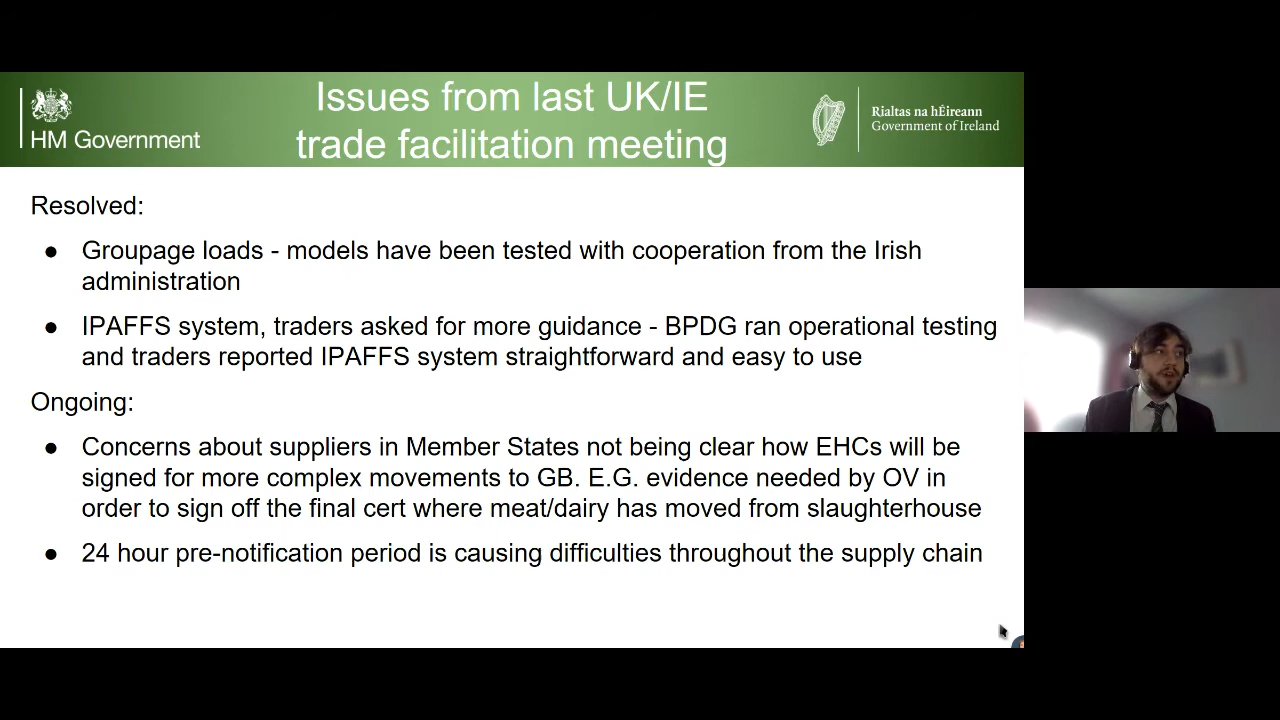 Issues from last UK/IE
trade facilitation meeting
HM Government
Rialtas na hÉireann
Government of Ireland
Resolved:
● Groupage loads - models have been tested with cooperation from the Irish
administration
● IPAFFS system, traders asked for more guidance - BPDG ran operational testing
and traders reported IPAFFS system straightforward and easy to use
Ongoing:
● Concerns about suppliers in Member States not being clear how EHCs will be
signed for more complex movements to GB. E.G. evidence needed by OV in
order to sign off the final cert where meat/dairy has moved from slaughterhouse
● 24 hour pre-notification period is causing difficulties throughout the supply chain